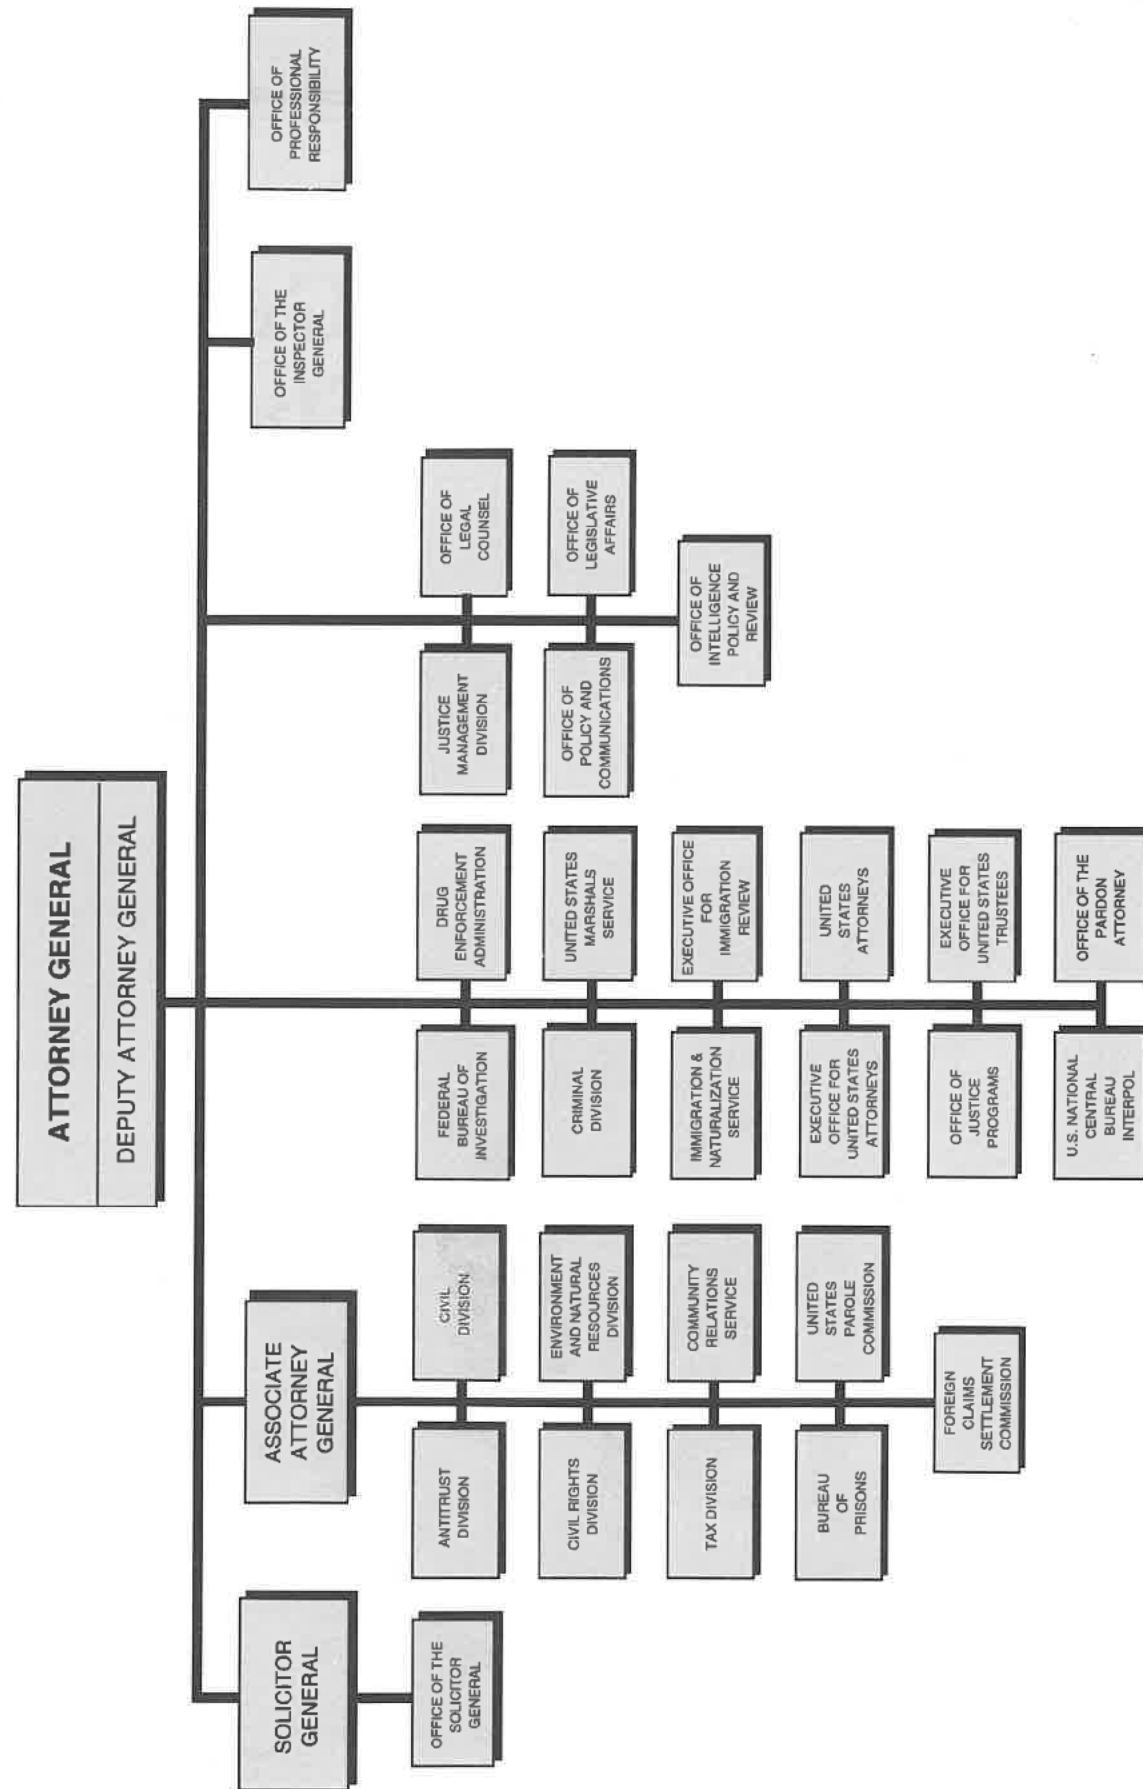 ATTORNEY GENERAL
DEPUTY ATTORNEY GENERAL
SOLICITOR
GENERAL
ASSOCIATE
ATTORNEY
GENERAL
OFFICE OF THE
INSPECTOR
GENERAL
OFFICE OF
PROFESSIONAL
RESPONSIBILITY
OFFICE OF THE
SOLICITOR
GENERAL
ANTITRUST
DIVISION
CIVIL
DIVISION
CIVIL RIGHTS
DIVISION
ENVIRONMENT
AND NATURAL
RESOURCES
DIVISION
TAX DIVISION
COMMUNITY
RELATIONS
SERVICE
BUREAU
OF
PRISONS
UNITED
STATES
PAROLE
COMMISSION
FOREIGN
CLAIMS
SETTLEMENT
COMMISSION
FEDERAL
BUREAU OF
INVESTIGATION
DRUG
ENFORCEMENT
ADMINISTRATION
CRIMINAL
DIVISION
UNITED STATES
MARSHALS
SERVICE
IMMIGRATION &
NATURALIZATION
SERVICE
EXECUTIVE OFFICE
FOR
IMMIGRATION
REVIEW
EXECUTIVE
OFFICE FOR
UNITED STATES
ATTORNEYS
UNITED
STATES
ATTORNEYS
OFFICE OF
JUSTICE
PROGRAMS
EXECUTIVE
OFFICE FOR
UNITED STATES
TRUSTEES
U.S. NATIONAL
CENTRAL
BUREAU
INTERPOL
OFFICE OF THE
PARDON
ATTORNEY
JUSTICE
MANAGEMENT
DIVISION
OFFICE OF
LEGAL
COUNSEL
OFFICE OF
POLICY AND
COMMUNICATIONS
OFFICE OF
LEGISLATIVE
AFFAIRS
OFFICE OF
INTELLIGENCE
POLICY AND
REVIEW